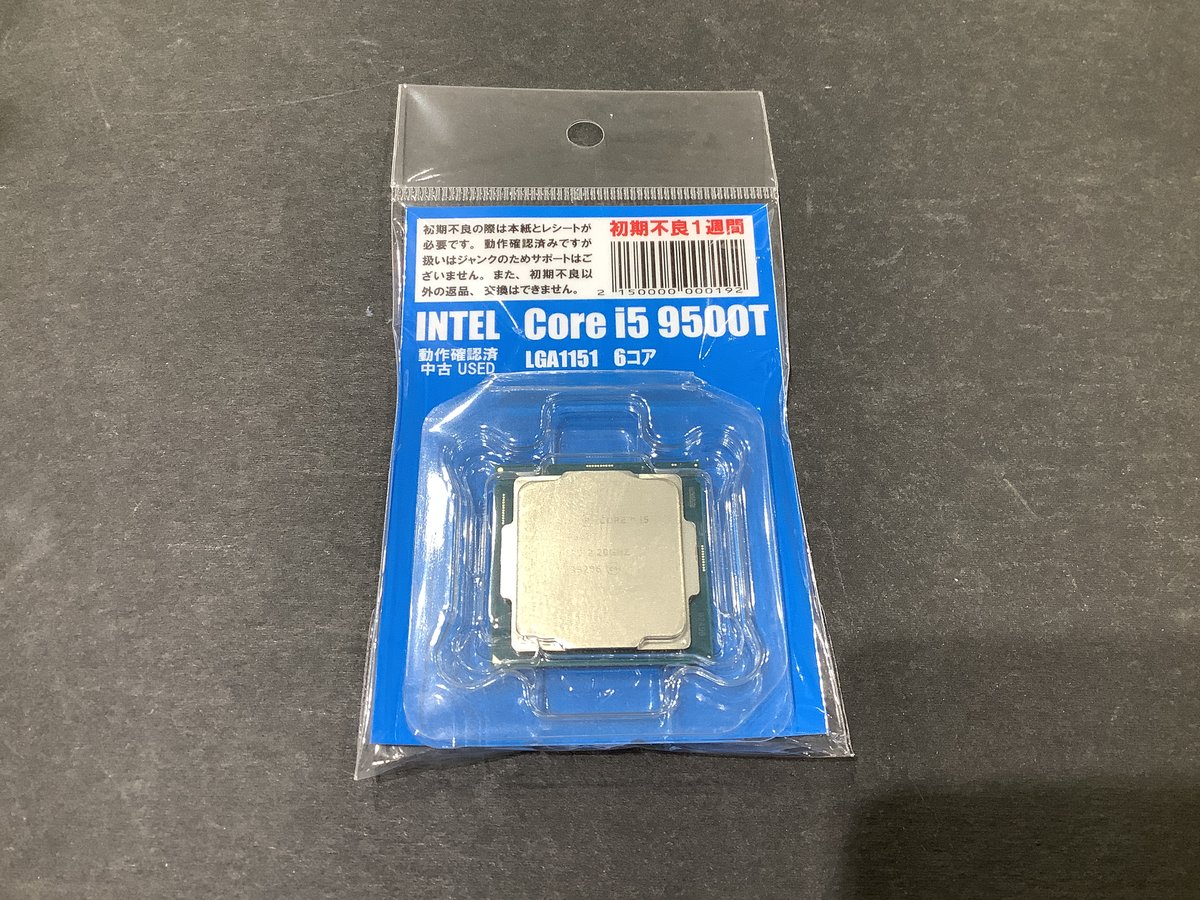 初期不良の際は本紙とレシートが
必要です。動作確認済みですが
扱いはジャンクのためサポートはご
ざいません。また、初期不良以
外の返品、交換はできません。
初期不良1週間
2 150000 000192
INTEL Core i5 9500T
動作確認済
中古 USED
LGA1151 6コア
CORE i5
2.20GHZ